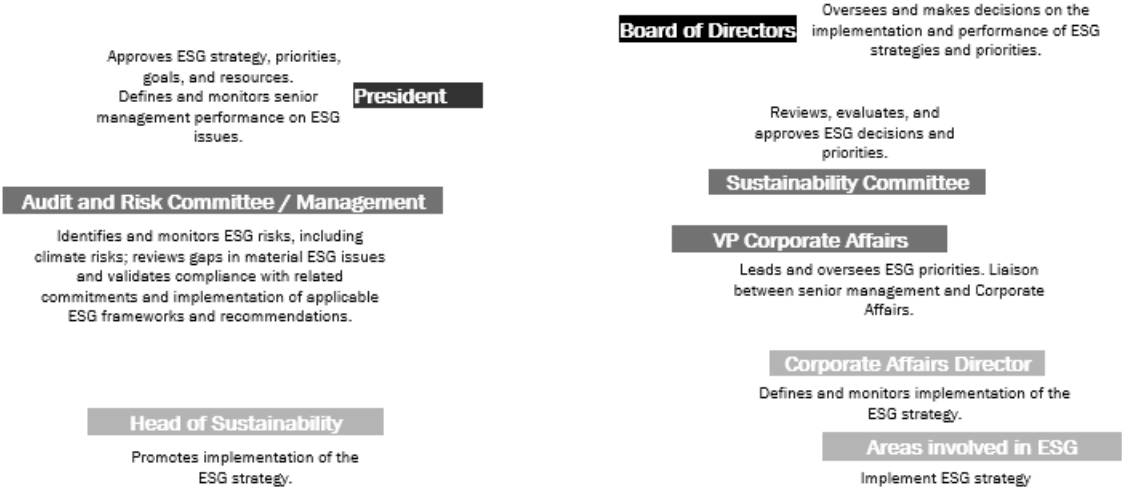 Board of Directors
Oversees and makes decisions on the
implementation and performance of ESG
strategies and priorities.
Approves ESG strategy, priorities,
goals, and resources.
Defines and monitors senior
management performance on ESG
issues.
President
Reviews, evaluates, and
approves ESG decisions and
priorities.
Sustainability Committee
Audit and Risk Committee / Management
Identifies and monitors ESG risks, including
climate risks; reviews gaps in material ESG issues
and validates compliance with related
commitments and implementation of applicable
ESG frameworks and recommendations.
VP Corporate Affairs
Leads and oversees ESG priorities. Liaison
between senior management and Corporate
Affairs.
Corporate Affairs Director
Defines and monitors implementation of the
ESG strategy.
Head of Sustainability
Promotes implementation of the
ESG strategy.
Areas involved in ESG
Implement ESG strategy